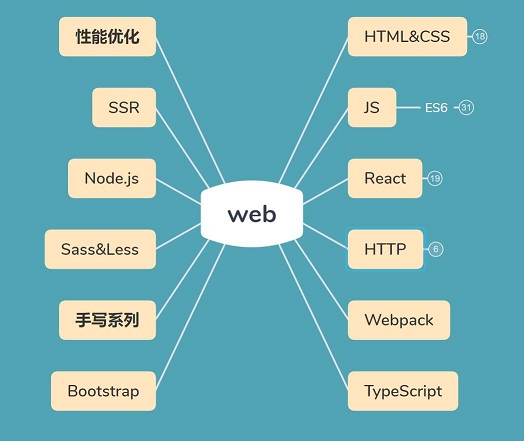 性能优化
HTML&CSS 18
SSR
JS ES6 31
Node.js
React 19
web
Sass&Less
HTTP 6
手写系列
Webpack
Bootstrap
TypeScript